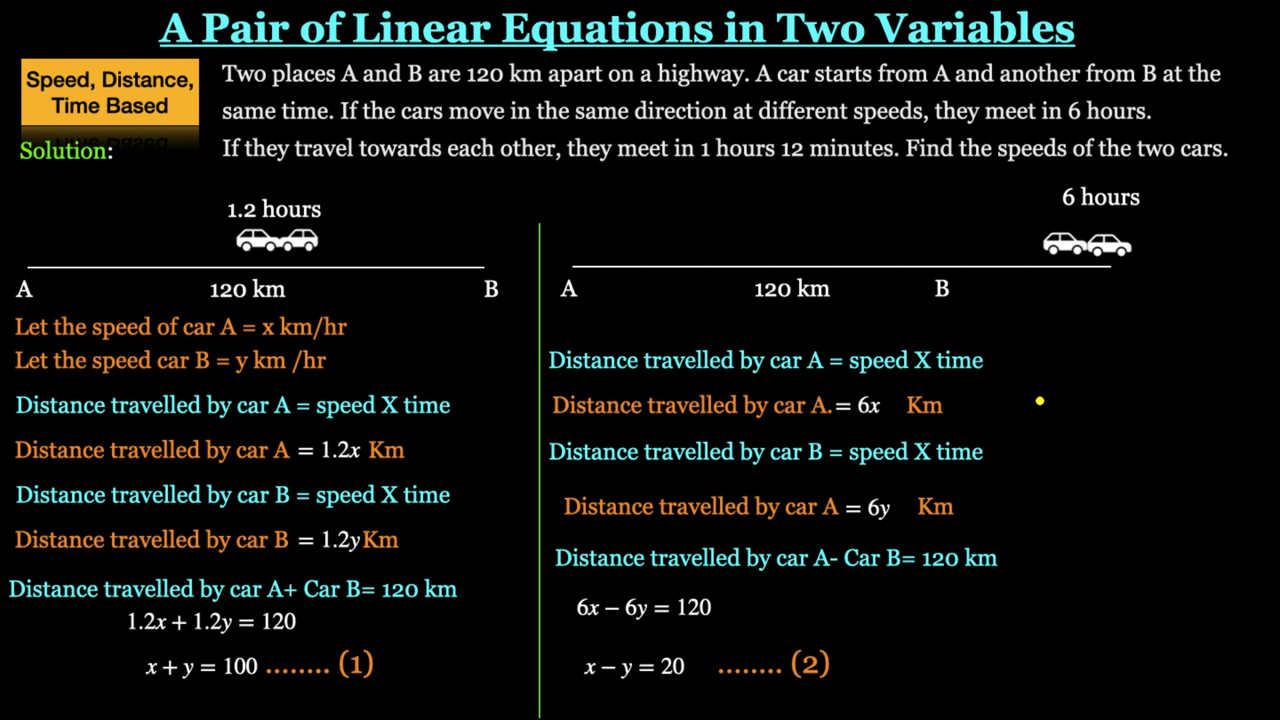 A Pair of Linear Equations in Two Variables
Speed, Distance,
Time Based
Two places A and B are 120 km apart on a highway. A car starts from A and another from B at the
same time. If the cars move in the same direction at different speeds, they meet in 6 hours.
Solution:
If they travel towards each other, they meet in 1 hours 12 minutes. Find the speeds of the two cars.
1.2 hours
A 120 km B
Let the speed of car A = x km/hr
Let the speed car B = y km /hr
Distance travelled by car A = speed X time
Distance travelled by car A = 1.2x Km
Distance travelled by car B = speed X time
Distance travelled by car B = 1.2y Km
Distance travelled by car A+ Car B= 120 km
1.2x + 1.2y = 120
x + y = 100 ........ (1)
6 hours
A 120 km B
Distance travelled by car A = speed X time
Distance travelled by car A. = 6x Km
Distance travelled by car B = speed X time
Distance travelled by car A = 6y Km
Distance travelled by car A- Car B= 120 km
6x − 6y = 120
x − y = 20 ........ (2)